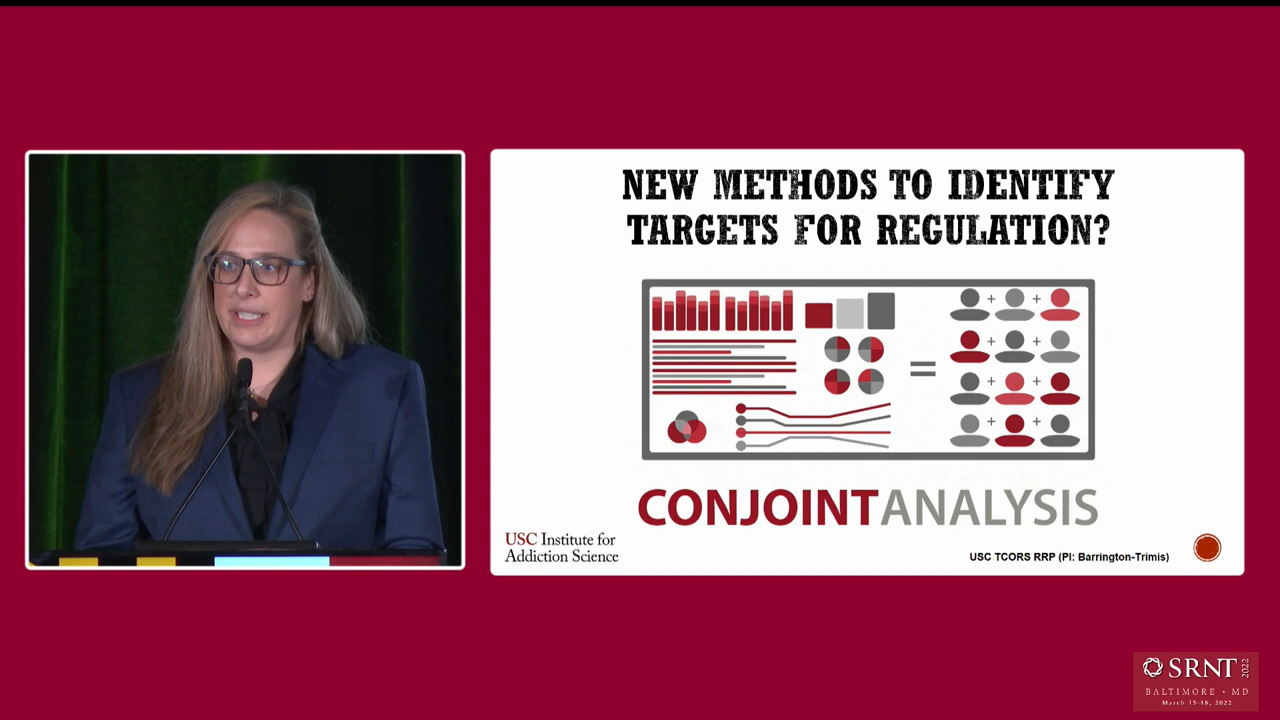 NEW METHODS TO IDENTIFY
TARGETS FOR REGULATION?
CONJOINTANALYSIS
USC Institute for
Addiction Science
USC TCORS RRP (PI: Barrington-Trimis)
SRNT 2022
BALTIMORE • MD
March 15-18, 2022